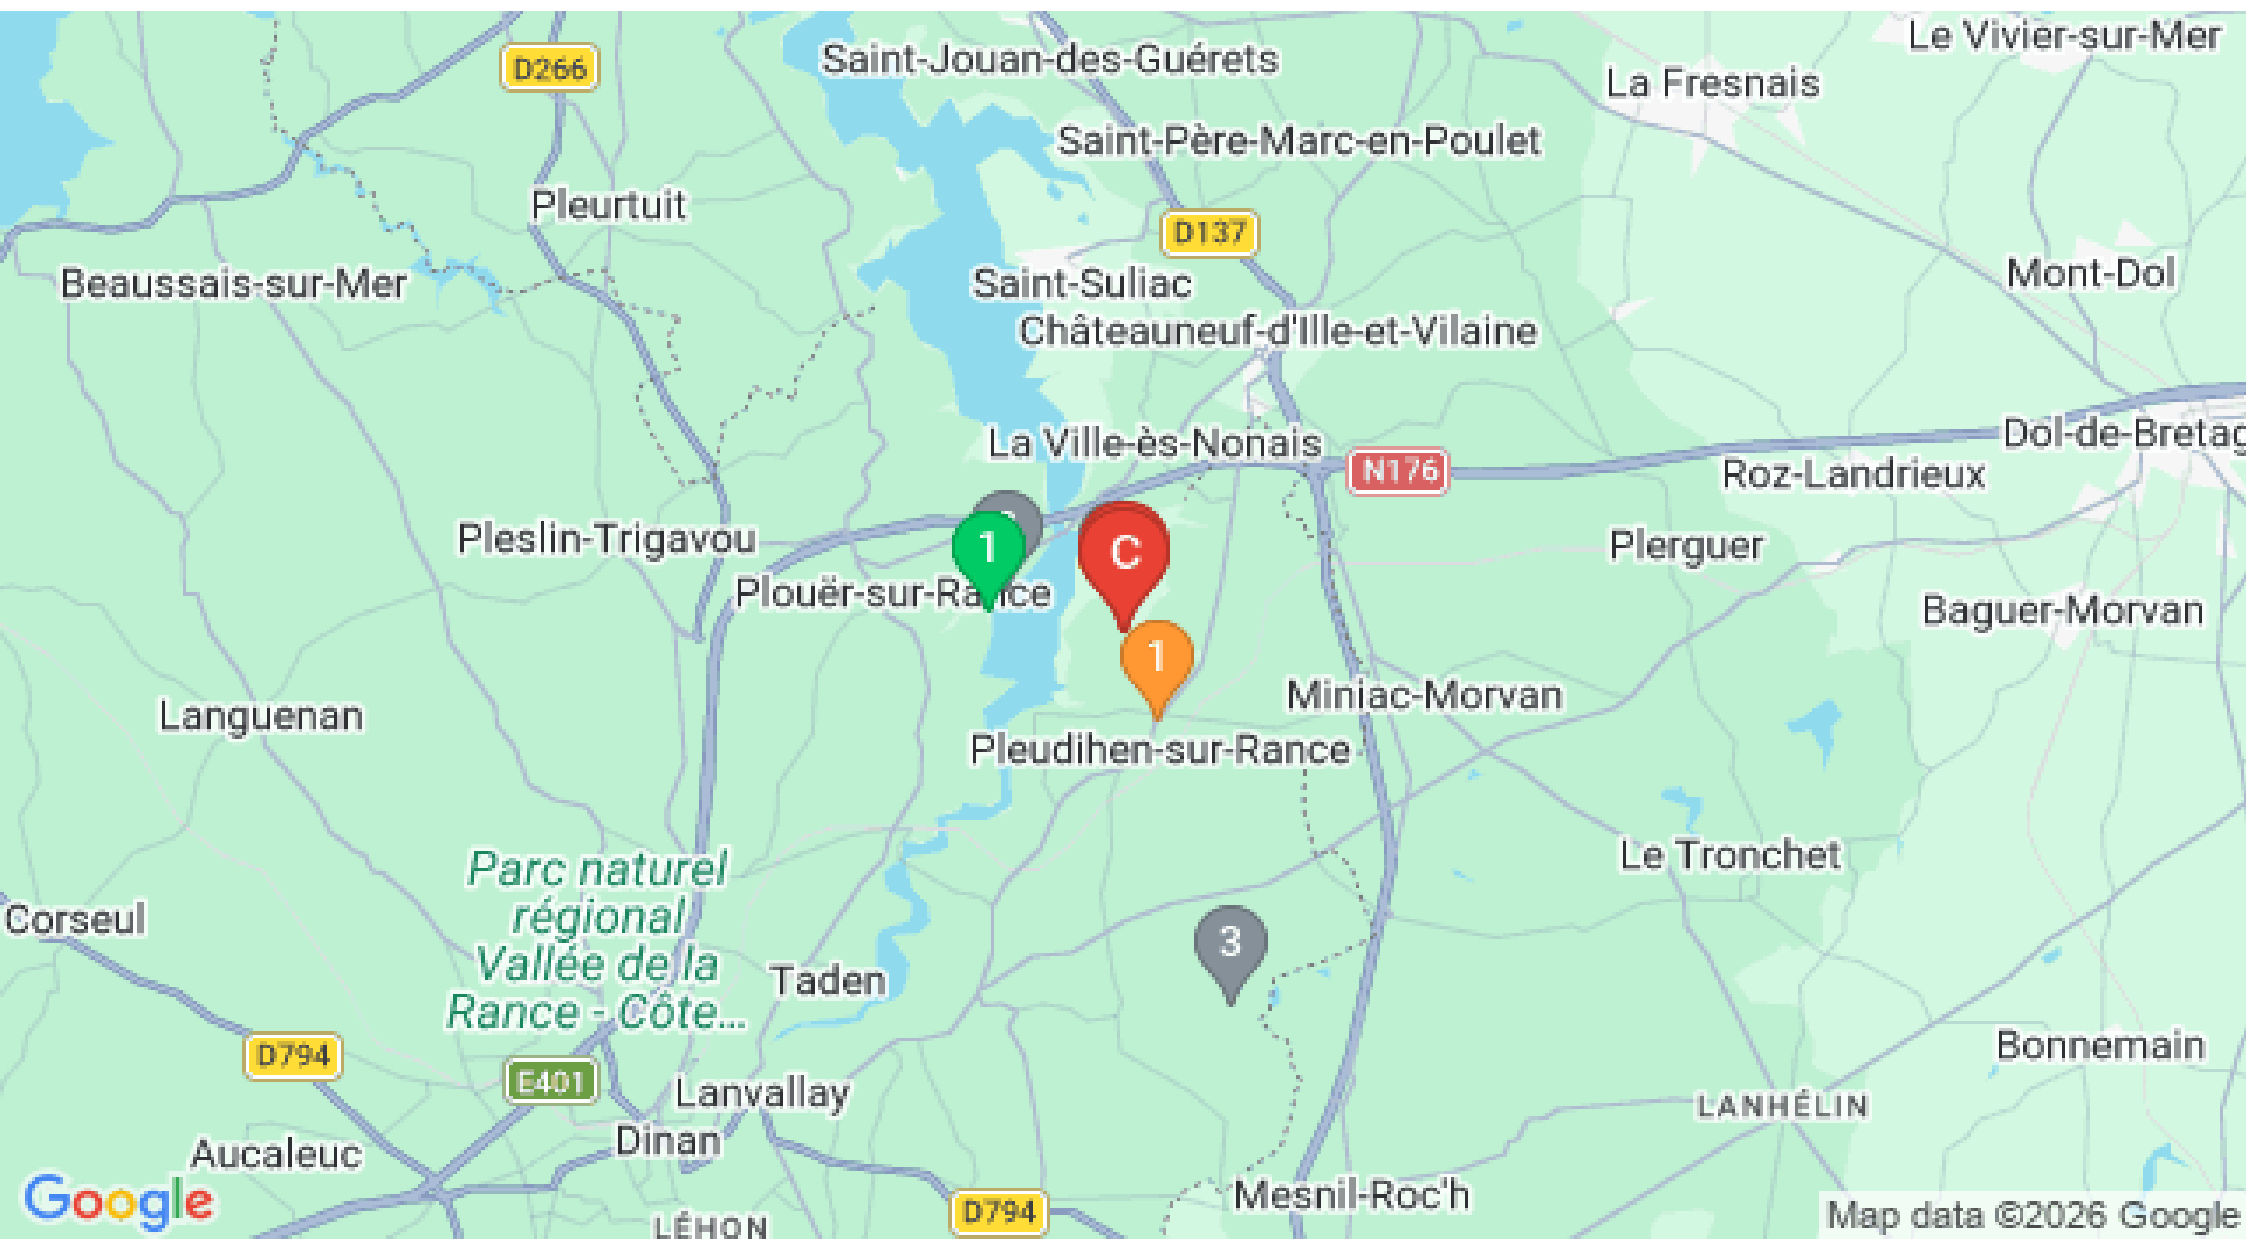 Le Vivier-sur-Mer
Saint-Jouan-des-Guérets
D266
La Fresnais
Saint-Père-Marc-en-Poulet
Pleurtuit
D137
Beaussais-sur-Mer
Saint-Suliac
Mont-Dol
Châteauneuf-d'Ille-et-Vilaine
La Ville-ès-Nonais
Dol-de-Bretag
N176
Roz-Landrieux
Pleslin-Trigavou
1
C
Plerguer
Plouër-sur-Rance
Baguer-Morvan
1
Miniac-Morvan
Languenan
Pleudihen-sur-Rance
Le Tronchet
Parc naturel
régional
Vallée de la
Rance - Côte...
Corseul
3
Taden
D794
Bonnemain
E401
Lanvallay
LANHÉLIN
Dinan
Aucaleuc
Google
Mesnil-Roc'h
D794
LÉHON
Map data ©2026 Google